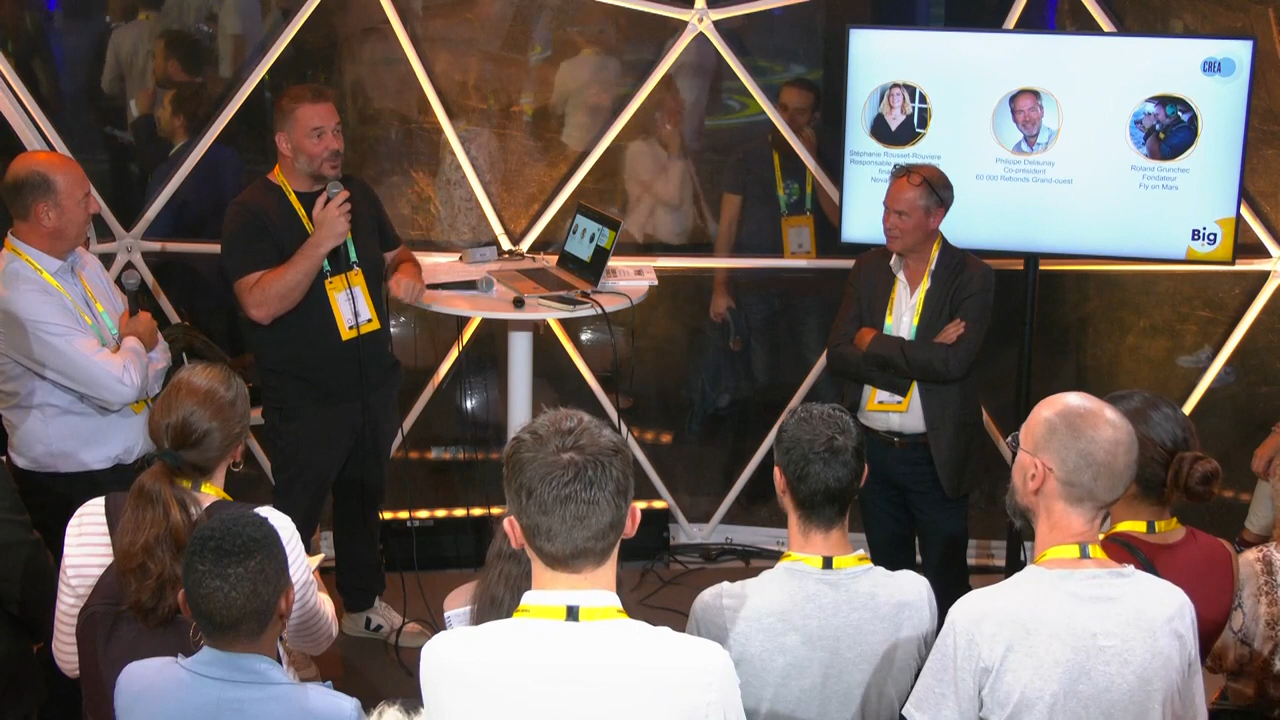 CRÉA
Stéphanie Rousset-Rouviere
Responsable
Philippe Delaunay
Co-président
60 000 Rebonds Grand-ouest
Roland Grunchec
Fondateur
Fly on Mars
Big